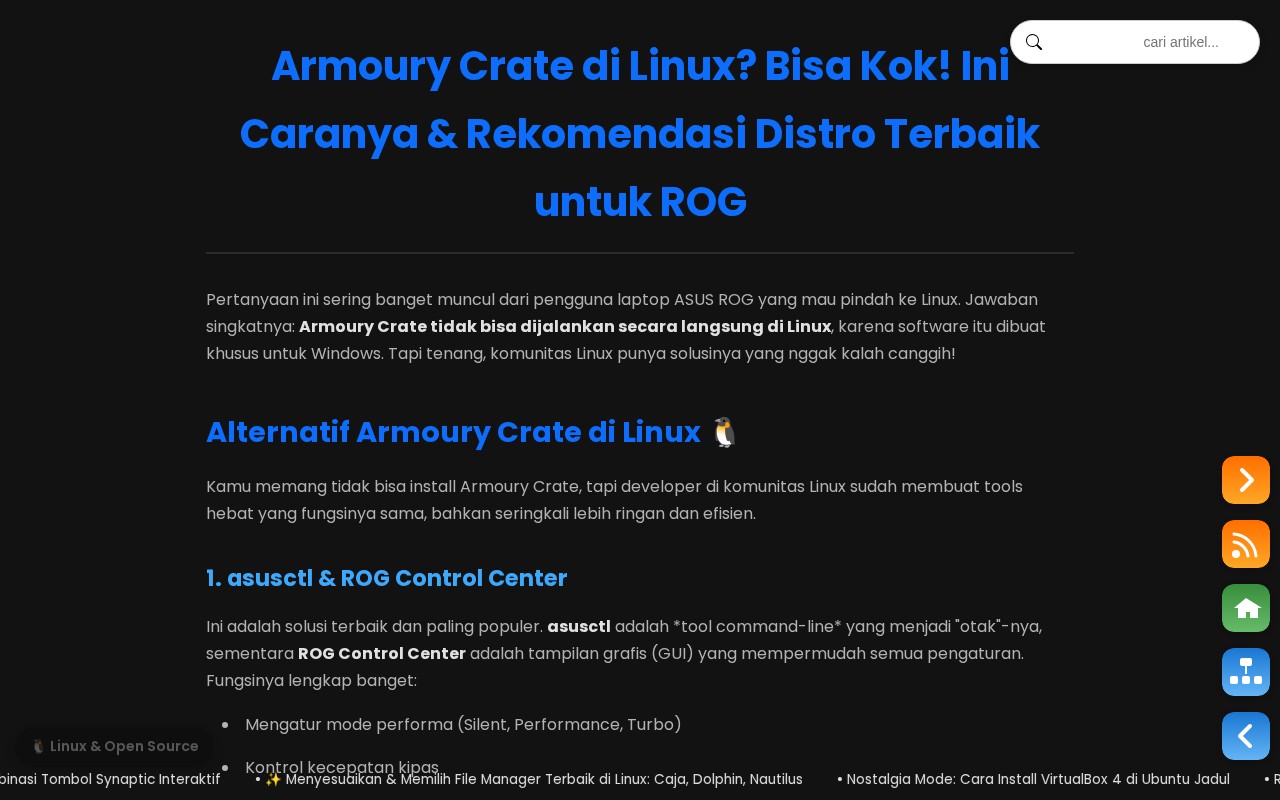 cari artikel...
Armoury Crate di Linux? Bisa Kok! Ini
Caranya & Rekomendasi Distro Terbaik
untuk ROG
Pertanyaan ini sering banget muncul dari pengguna laptop ASUS ROG yang mau pindah ke Linux. Jawaban
singkatnya: Armoury Crate tidak bisa dijalankan secara langsung di Linux, karena software itu dibuat
khusus untuk Windows. Tapi tenang, komunitas Linux punya solusinya yang nggak kalah canggih!
Alternatif Armoury Crate di Linux 🐧
Kamu memang tidak bisa install Armoury Crate, tapi developer di komunitas Linux sudah membuat tools
hebat yang fungsinya sama, bahkan seringkali lebih ringan dan efisien.
1. asusctl & ROG Control Center
Ini adalah solusi terbaik dan paling populer. asusctl adalah *tool command-line* yang menjadi "otak"-nya,
sementara ROG Control Center adalah tampilan grafis (GUI) yang mempermudah semua pengaturan.
Fungsinya lengkap banget:
• Mengatur mode performa (Silent, Performance, Turbo)
🐧 Linux & Open Source
• Kontrol kecepatan kipas
binasi Tombol Synaptic Interaktif • ✨ Menyesuaikan & Memilih File Manager Terbaik di Linux: Caja, Dolphin, Nautilus • Nostalgia Mode: Cara Install VirtualBox 4 di Ubuntu Jadul •